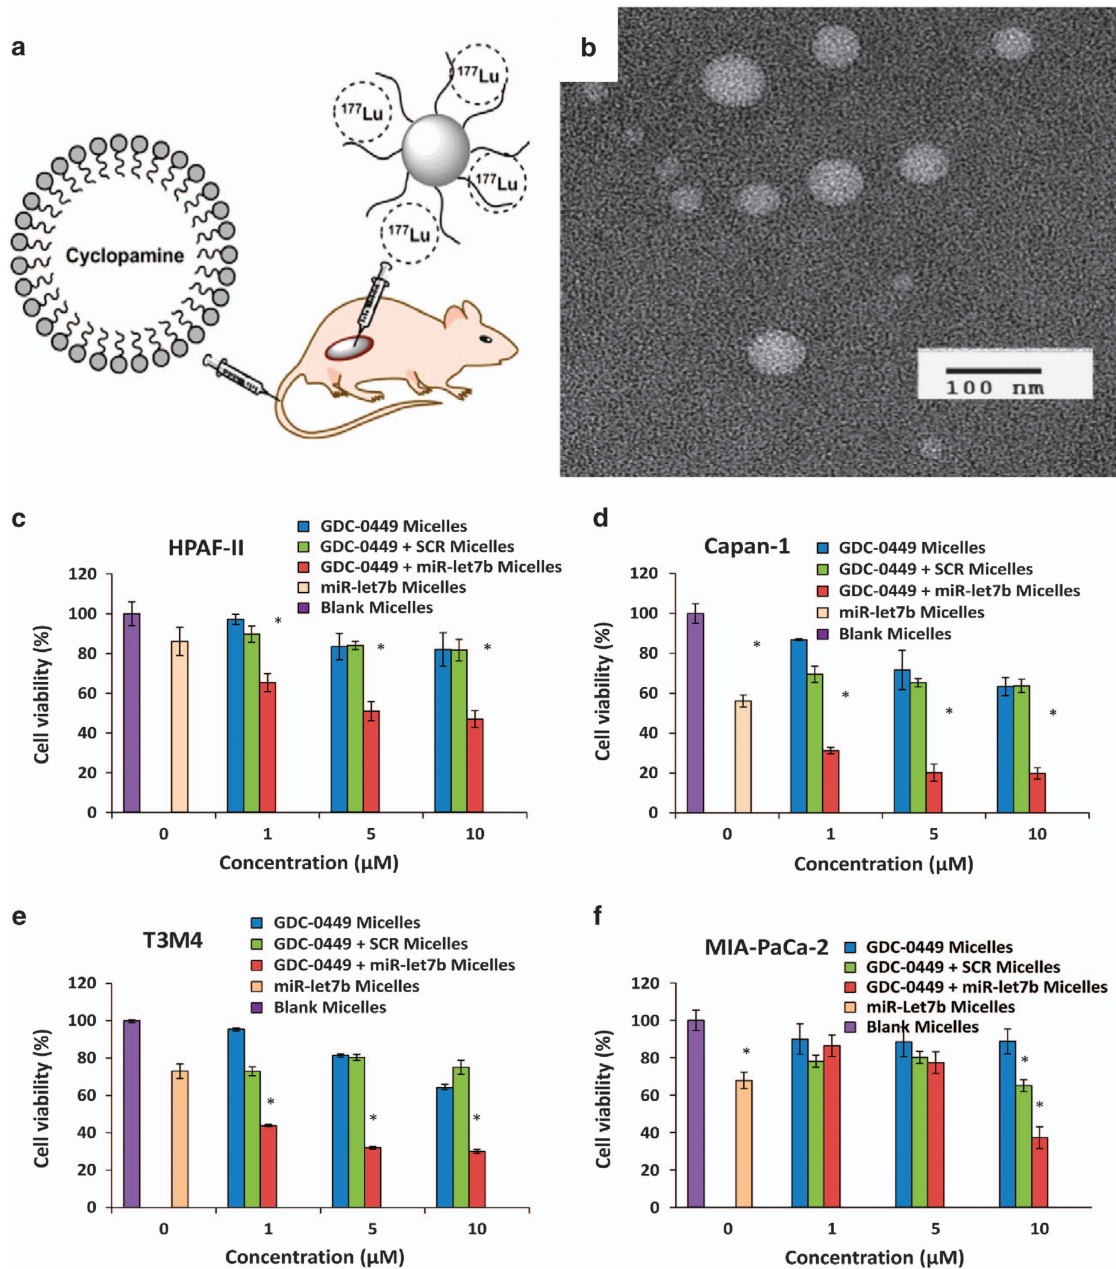 a
177Lu
177Lu
177Lu
177Lu
Cyclopamine
b
100 nm
c
HPAF-II
GDC-0449 Micelles
GDC-0449 + SCR Micelles
GDC-0449 + miR-let7b Micelles
miR-let7b Micelles
Blank Micelles
Cell viability (%)
120
100
80
60
40
20
0
* * *
0 1 5 10
Concentration (μM)
d
Capan-1
GDC-0449 Micelles
GDC-0449 + SCR Micelles
GDC-0449 + miR-let7b Micelles
miR-let7b Micelles
Blank Micelles
Cell viability (%)
120
100
80
60
40
20
0
* * * *
0 1 5 10
Concentration (μM)
e
T3M4
GDC-0449 Micelles
GDC-0449 + SCR Micelles
GDC-0449 + miR-let7b Micelles
miR-let7b Micelles
Blank Micelles
Cell viability (%)
120
100
80
60
40
20
0
* * *
0 1 5 10
Concentration (μM)
f
MIA-PaCa-2
GDC-0449 Micelles
GDC-0449 + SCR Micelles
GDC-0449 + miR-let7b Micelles
miR-Let7b Micelles
Blank Micelles
Cell viability (%)
120
100
80
60
40
20
0
* * *
0 1 5 10
Concentration (μM)